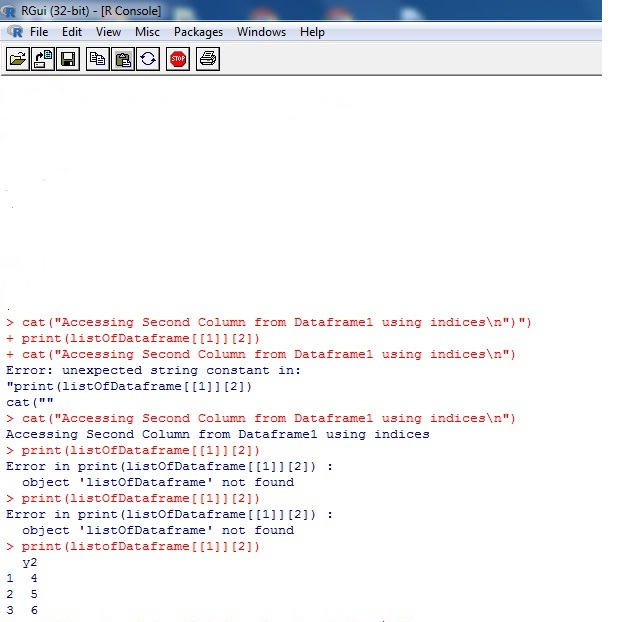 RGui (32-bit) - [R Console]
File Edit View Misc Packages Windows Help
STOP
> cat("Accessing Second Column from Dataframe1 using indices\n")")
+ print(listOfDataframe[[1]][2])
+ cat("Accessing Second Column from Dataframe1 using indices\n")
Error: unexpected string constant in:
"print(listOfDataframe[[1]][2])
cat(""
> cat("Accessing Second Column from Dataframe1 using indices\n")
Accessing Second Column from Dataframe1 using indices
> print(listOfDataframe[[1]][2])
Error in print(listOfDataframe[[1]][2]) :
  object 'listOfDataframe' not found
> print(listOfDataframe[[1]][2])
Error in print(listOfDataframe[[1]][2]) :
  object 'listOfDataframe' not found
> print(listofDataframe[[1]][2])
  y2
1  4
2  5
3  6